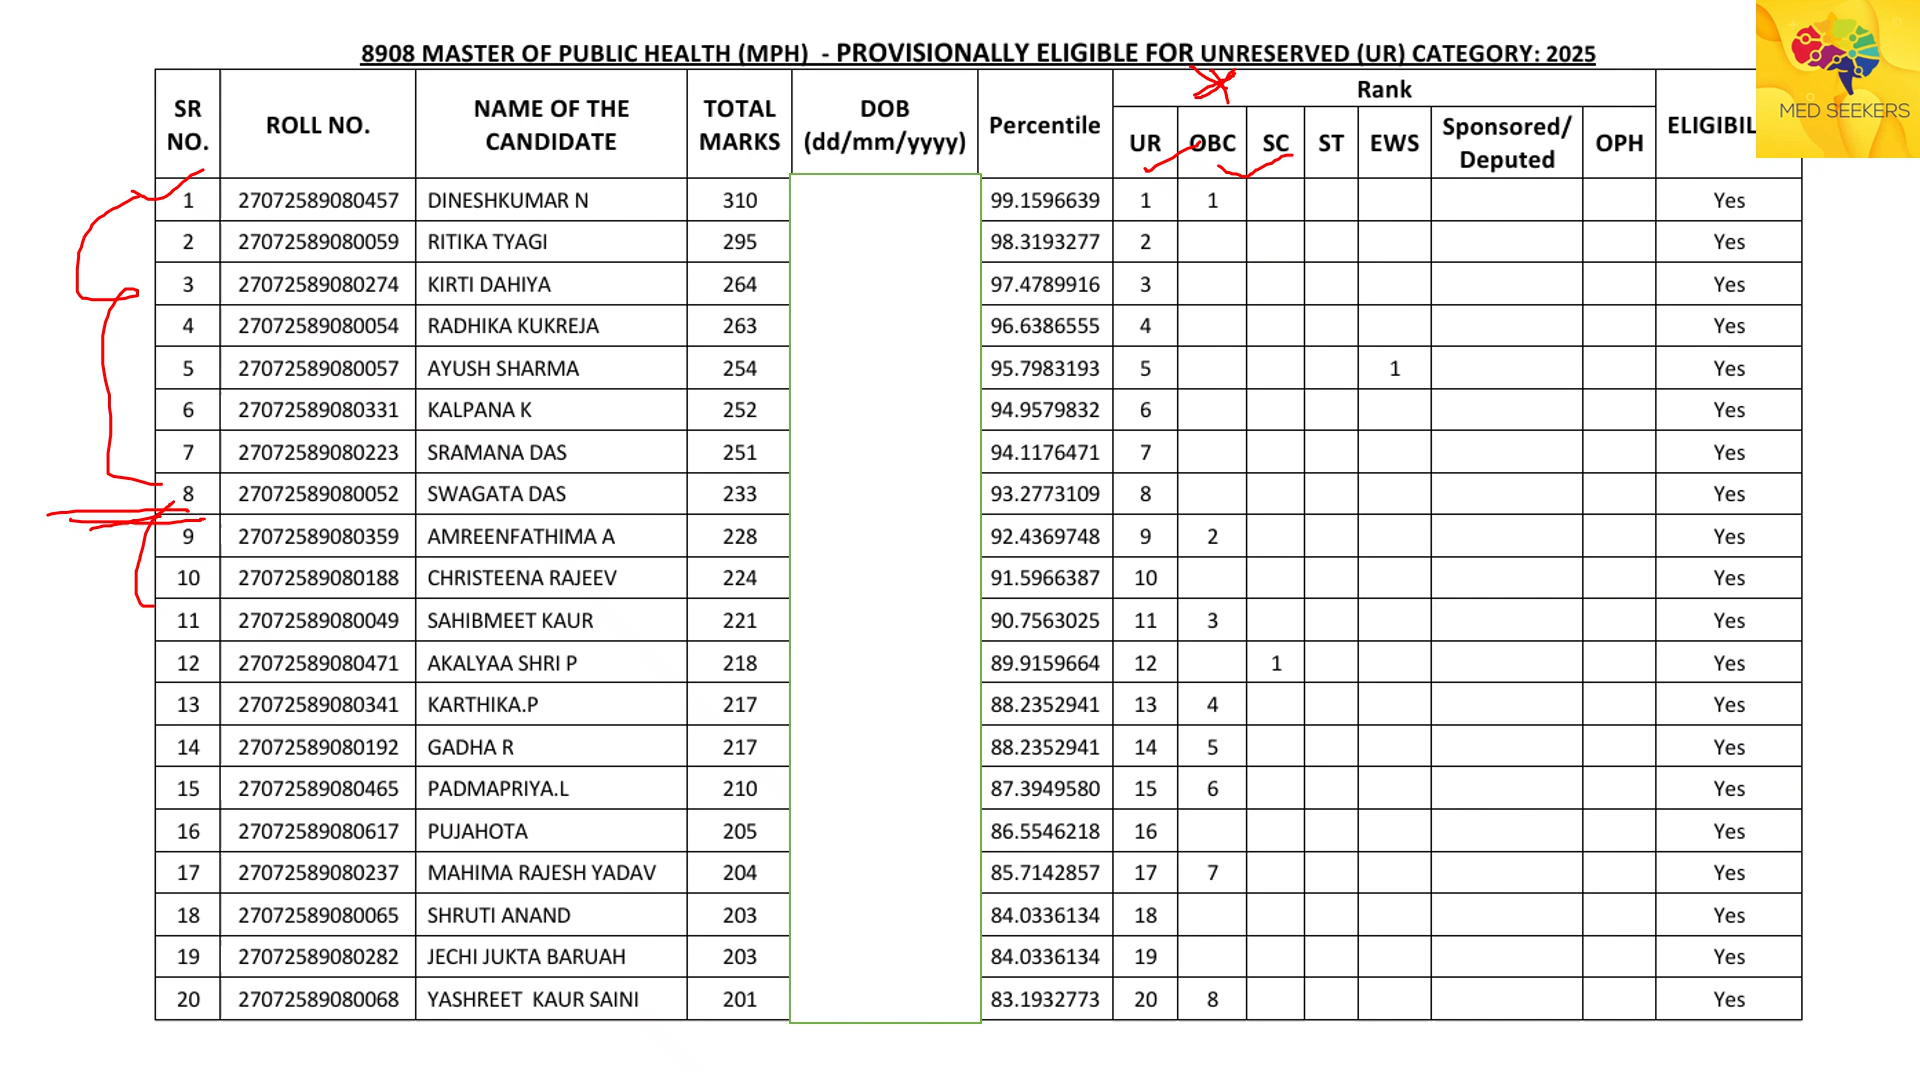 8908 MASTER OF PUBLIC HEALTH (MPH) - PROVISIONALLY ELIGIBLE FOR UNRESERVED (UR) CATEGORY: 2025
MED SEEKERS
SR NO. ROLL NO. NAME OF THE CANDIDATE TOTAL MARKS DOB (dd/mm/yyyy) Percentile Rank ELIGIBIL
UR OBC SC ST EWS Sponsored/ Deputed OPH
1 27072589080457 DINESHKUMAR N 310 99.1596639 1 1 Yes
2 27072589080059 RITIKA TYAGI 295 98.3193277 2 Yes
3 27072589080274 KIRTI DAHIYA 264 97.4789916 3 Yes
4 27072589080054 RADHIKA KUKREJA 263 96.6386555 4 Yes
5 27072589080057 AYUSH SHARMA 254 95.7983193 5 1 Yes
6 27072589080331 KALPANA K 252 94.9579832 6 Yes
7 27072589080223 SRAMANA DAS 251 94.1176471 7 Yes
8 27072589080052 SWAGATA DAS 233 93.2773109 8 Yes
9 27072589080359 AMREENFATHIMA A 228 92.4369748 9 2 Yes
10 27072589080188 CHRISTEENA RAJEEV 224 91.5966387 10 Yes
11 27072589080049 SAHIBMEET KAUR 221 90.7563025 11 3 Yes
12 27072589080471 AKALYAA SHRI P 218 89.9159664 12 1 Yes
13 27072589080341 KARTHIKA.P 217 88.2352941 13 4 Yes
14 27072589080192 GADHA R 217 88.2352941 14 5 Yes
15 27072589080465 PADMAPRIYA.L 210 87.3949580 15 6 Yes
16 27072589080617 PUJAHOTA 205 86.5546218 16 Yes
17 27072589080237 MAHIMA RAJESH YADAV 204 85.7142857 17 7 Yes
18 27072589080065 SHRUTI ANAND 203 84.0336134 18 Yes
19 27072589080282 JECHI JUKTA BARUAH 203 84.0336134 19 Yes
20 27072589080068 YASHREET KAUR SAINI 201 83.1932773 20 8 Yes